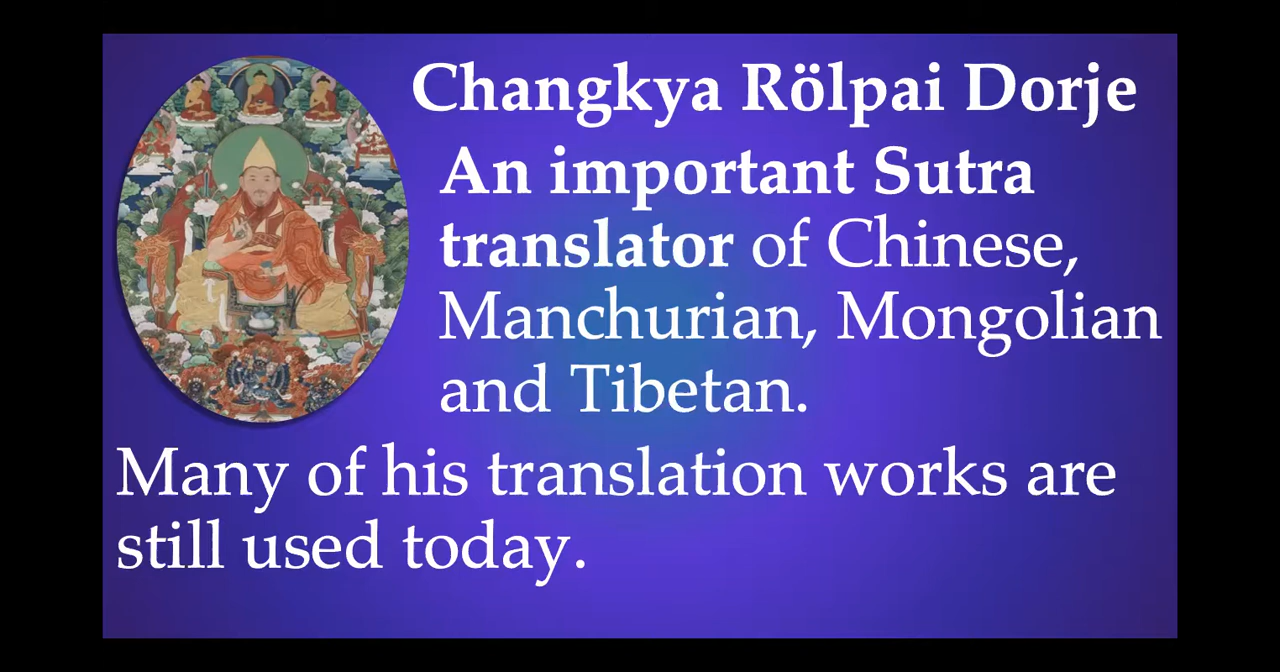 Changkya Rölpai Dorje
An important Sutra
translator of Chinese,
Manchurian, Mongolian
and Tibetan.
Many of his translation works are
still used today.